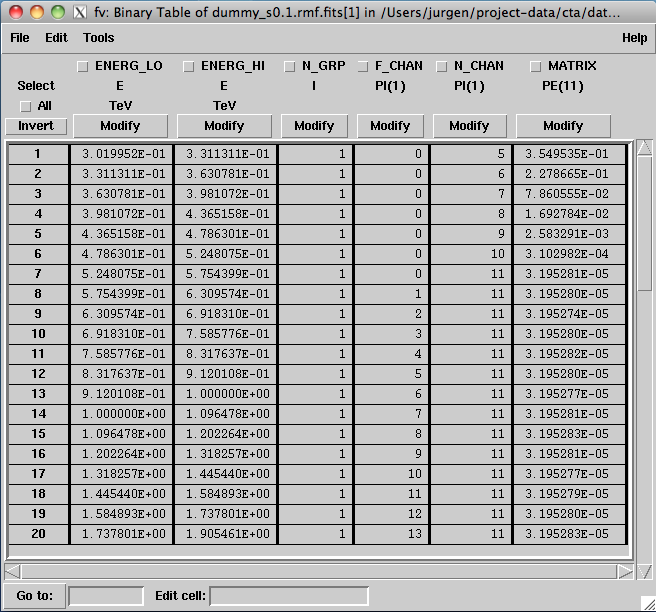 fv: Binary Table of dummy_s0.1.rmf.fits[1] in /Users/jurgen/project-data/cta/dat...
File Edit Tools Help
ENERG_LO ENERG_HI N_GRP F_CHAN N_CHAN MATRIX
Select E E I PI(1) PI(1) PE(11)
All TeV TeV
Invert Modify Modify Modify Modify Modify Modify
1 3.019952E-01 3.311311E-01 1 0 5 3.549535E-01
2 3.311311E-01 3.630781E-01 1 0 6 2.278665E-01
3 3.630781E-01 3.981072E-01 1 0 7 7.860555E-02
4 3.981072E-01 4.365158E-01 1 0 8 1.692784E-02
5 4.365158E-01 4.786301E-01 1 0 9 2.583291E-03
6 4.786301E-01 5.248075E-01 1 0 10 3.102982E-04
7 5.248075E-01 5.754399E-01 1 0 11 3.195281E-05
8 5.754399E-01 6.309574E-01 1 1 11 3.195280E-05
9 6.309574E-01 6.918310E-01 1 2 11 3.195274E-05
10 6.918310E-01 7.585776E-01 1 3 11 3.195281E-05
11 7.585776E-01 8.317637E-01 1 4 11 3.195282E-05
12 8.317637E-01 9.120108E-01 1 5 11 3.195280E-05
13 9.120108E-01 1.000000E+00 1 6 11 3.195277E-05
14 1.000000E+00 1.096478E+00 1 7 11 3.195281E-05
15 1.096478E+00 1.202264E+00 1 8 11 3.195283E-05
16 1.202264E+00 1.318257E+00 1 9 11 3.195281E-05
17 1.318257E+00 1.445440E+00 1 10 11 3.195277E-05
18 1.445440E+00 1.584893E+00 1 11 11 3.195279E-05
19 1.584893E+00 1.737801E+00 1 12 11 3.195280E-05
20 1.737801E+00 1.905461E+00 1 13 11 3.195283E-05
Go to: Edit cell: